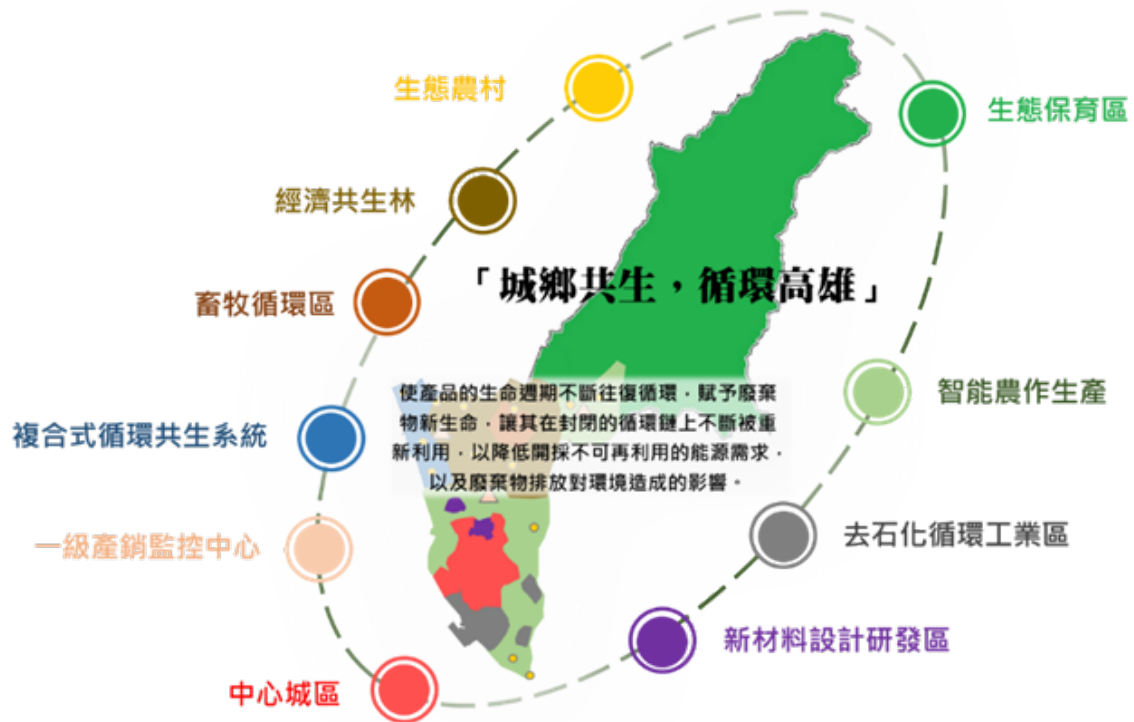 生態農村
生態保育區
經濟共生林
「城鄉共生，循環高雄」
畜牧循環區
智能農作生產
使產品的生命週期不斷往復循環，賦予廢棄
物新生命，讓其在封閉的循環鏈上不斷被重
新利用，以降低開採不可再利用的能源需求，
以及廢棄物排放對環境造成的影響。
複合式循環共生系統
一級產銷監控中心
去石化循環工業區
新材料設計研發區
中心城區